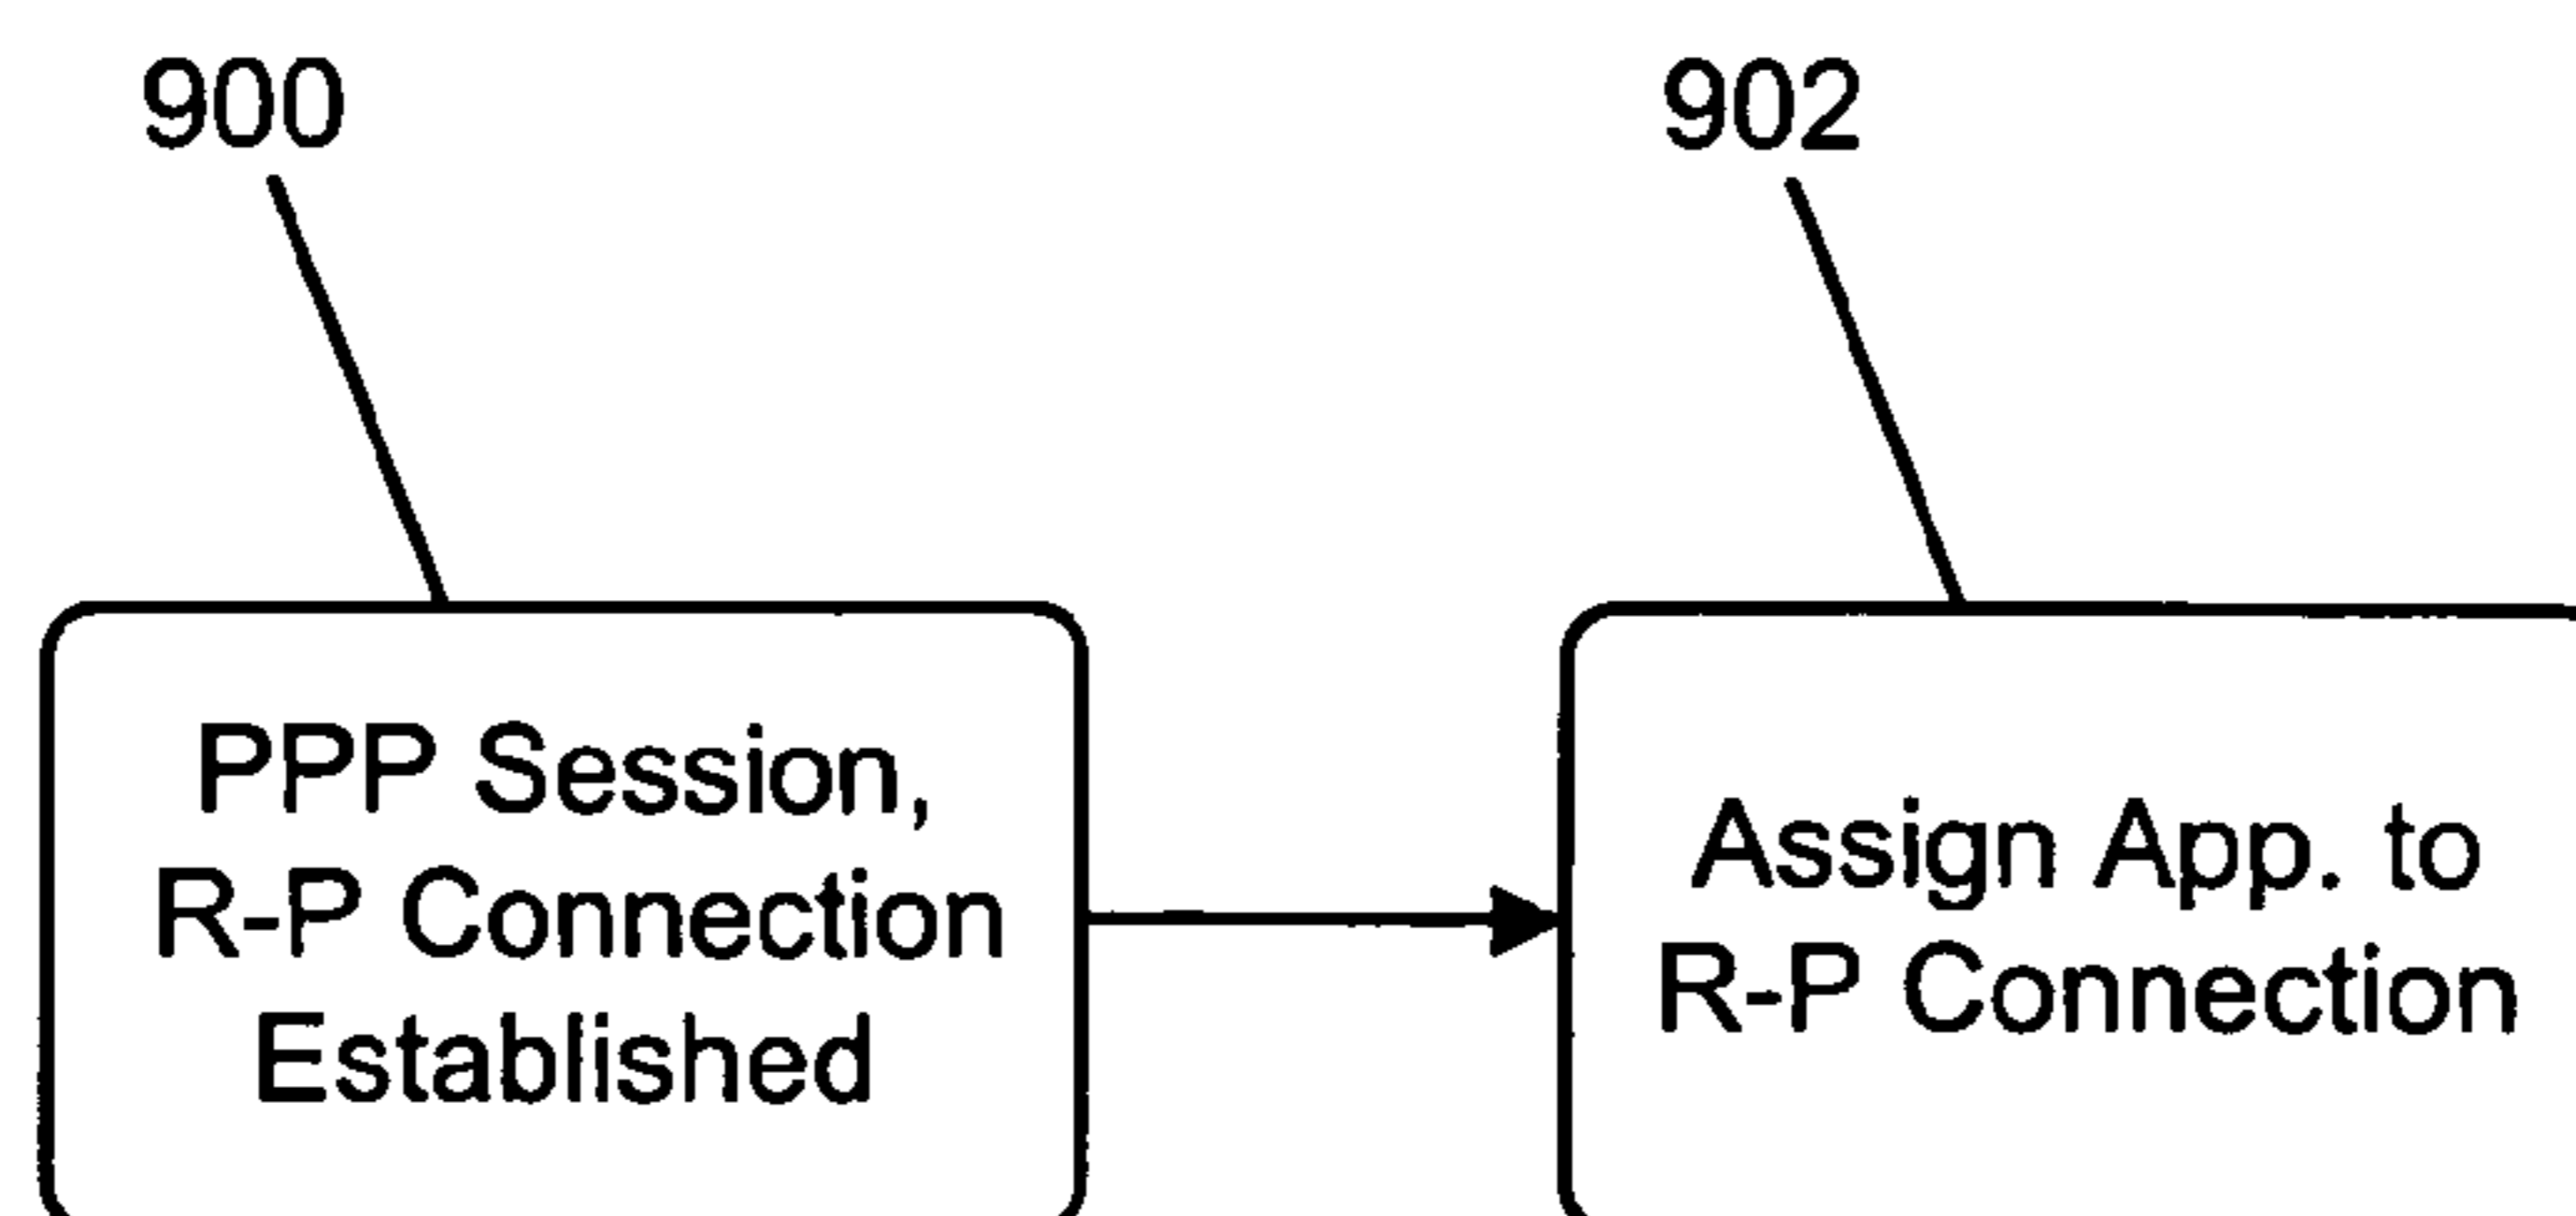 900
902
PPP Session,
R-P Connection
Established
Assign App. to
R-P Connection